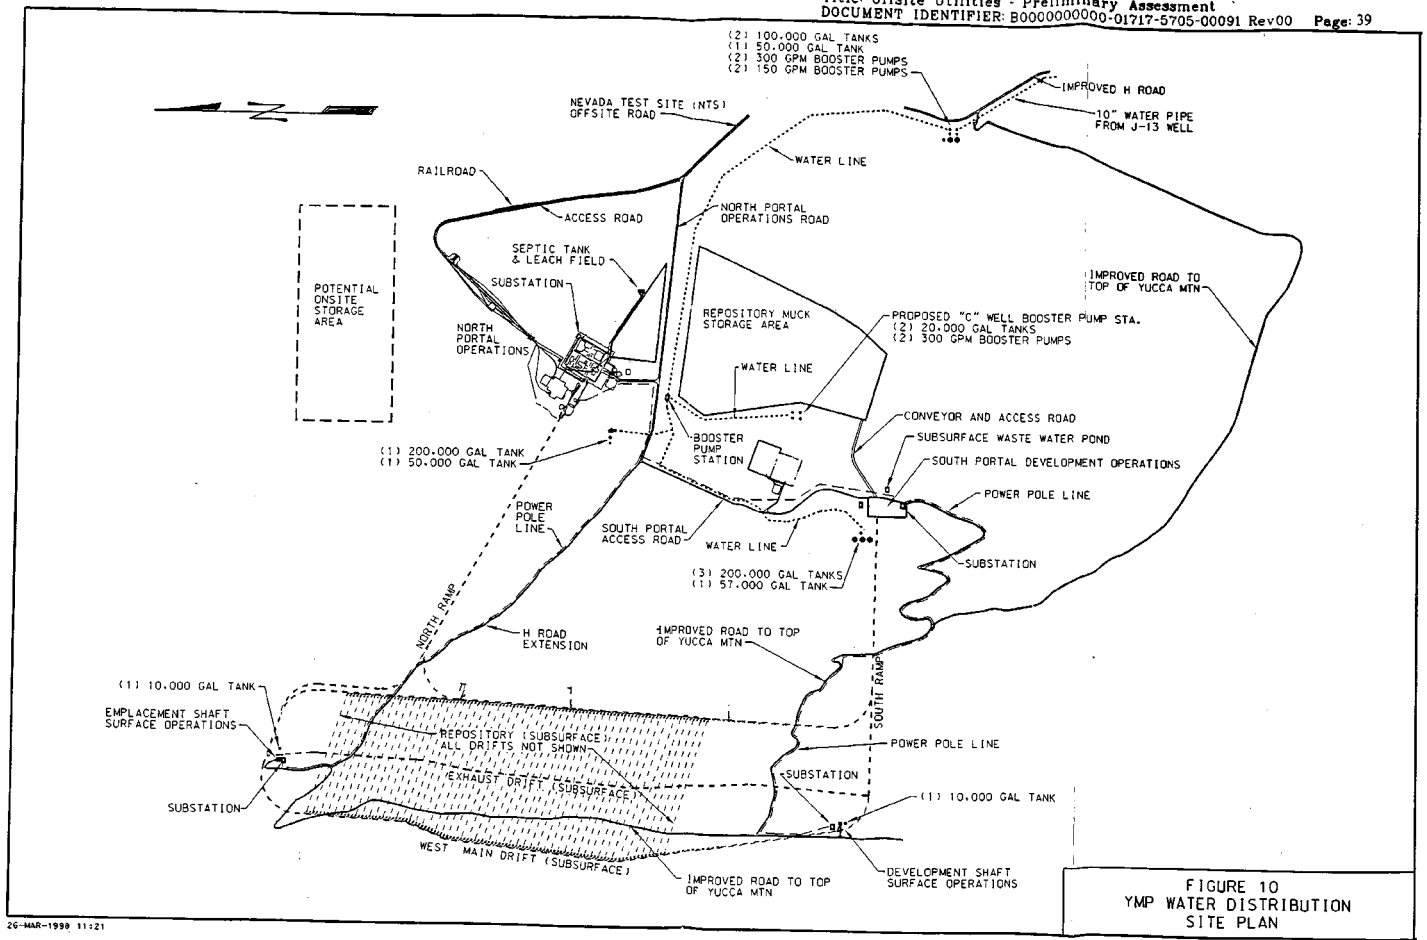 Title: Onsite Utilities - Preliminary Assessment
DOCUMENT IDENTIFIER: B0000000000-01717-5705-00091 Rev00 Page: 39
(2) 100.000 GAL TANKS
(1) 50.000 GAL TANK
(2) 300 GPM BOOSTER PUMPS
(2) 150 GPM BOOSTER PUMPS
IMPROVED H ROAD
10" WATER PIPE
FROM J-13 WELL
NEVADA TEST SITE (NTS)
OFFSITE ROAD
N
WATER LINE
RAILROAD
ACCESS ROAD
NORTH PORTAL
OPERATIONS ROAD
SEPTIC TANK
& LEACH FIELD
SUBSTATION
POTENTIAL
ONSITE
STORAGE
AREA
NORTH
PORTAL
OPERATIONS
REPOSITORY MUCK
STORAGE AREA
IMPROVED ROAD TO
TOP OF YUCCA MTN
PROPOSED "C" WELL BOOSTER PUMP STA.
(2) 20.000 GAL TANKS
(2) 300 GPM BOOSTER PUMPS
WATER LINE
CONVEYOR AND ACCESS ROAD
SUBSURFACE WASTE WATER POND
SOUTH PORTAL DEVELOPMENT OPERATIONS
POWER POLE LINE
BOOSTER
PUMP
STATION
(1) 200.000 GAL TANK
(1) 50.000 GAL TANK
POWER
POLE
LINE
SOUTH PORTAL
ACCESS ROAD
WATER LINE
SUBSTATION
(3) 200.000 GAL TANKS
(1) 57.000 GAL TANK
NORTH RAMP
H ROAD
EXTENSION
IMPROVED ROAD TO TOP
OF YUCCA MTN
SOUTH RAMP
(1) 10.000 GAL TANK
EMPLACEMENT SHAFT
SURFACE OPERATIONS
REPOSITORY (SUBSURFACE)
ALL DRIFTS NOT SHOWN
POWER POLE LINE
EXHAUST DRIFT (SUBSURFACE)
SUBSTATION
SUBSTATION
(1) 10.000 GAL TANK
WEST MAIN DRIFT (SUBSURFACE)
IMPROVED ROAD TO TOP
OF YUCCA MTN
DEVELOPMENT SHAFT
SURFACE OPERATIONS
FIGURE 10
YMP WATER DISTRIBUTION
SITE PLAN
26-MAR-1998 11:21